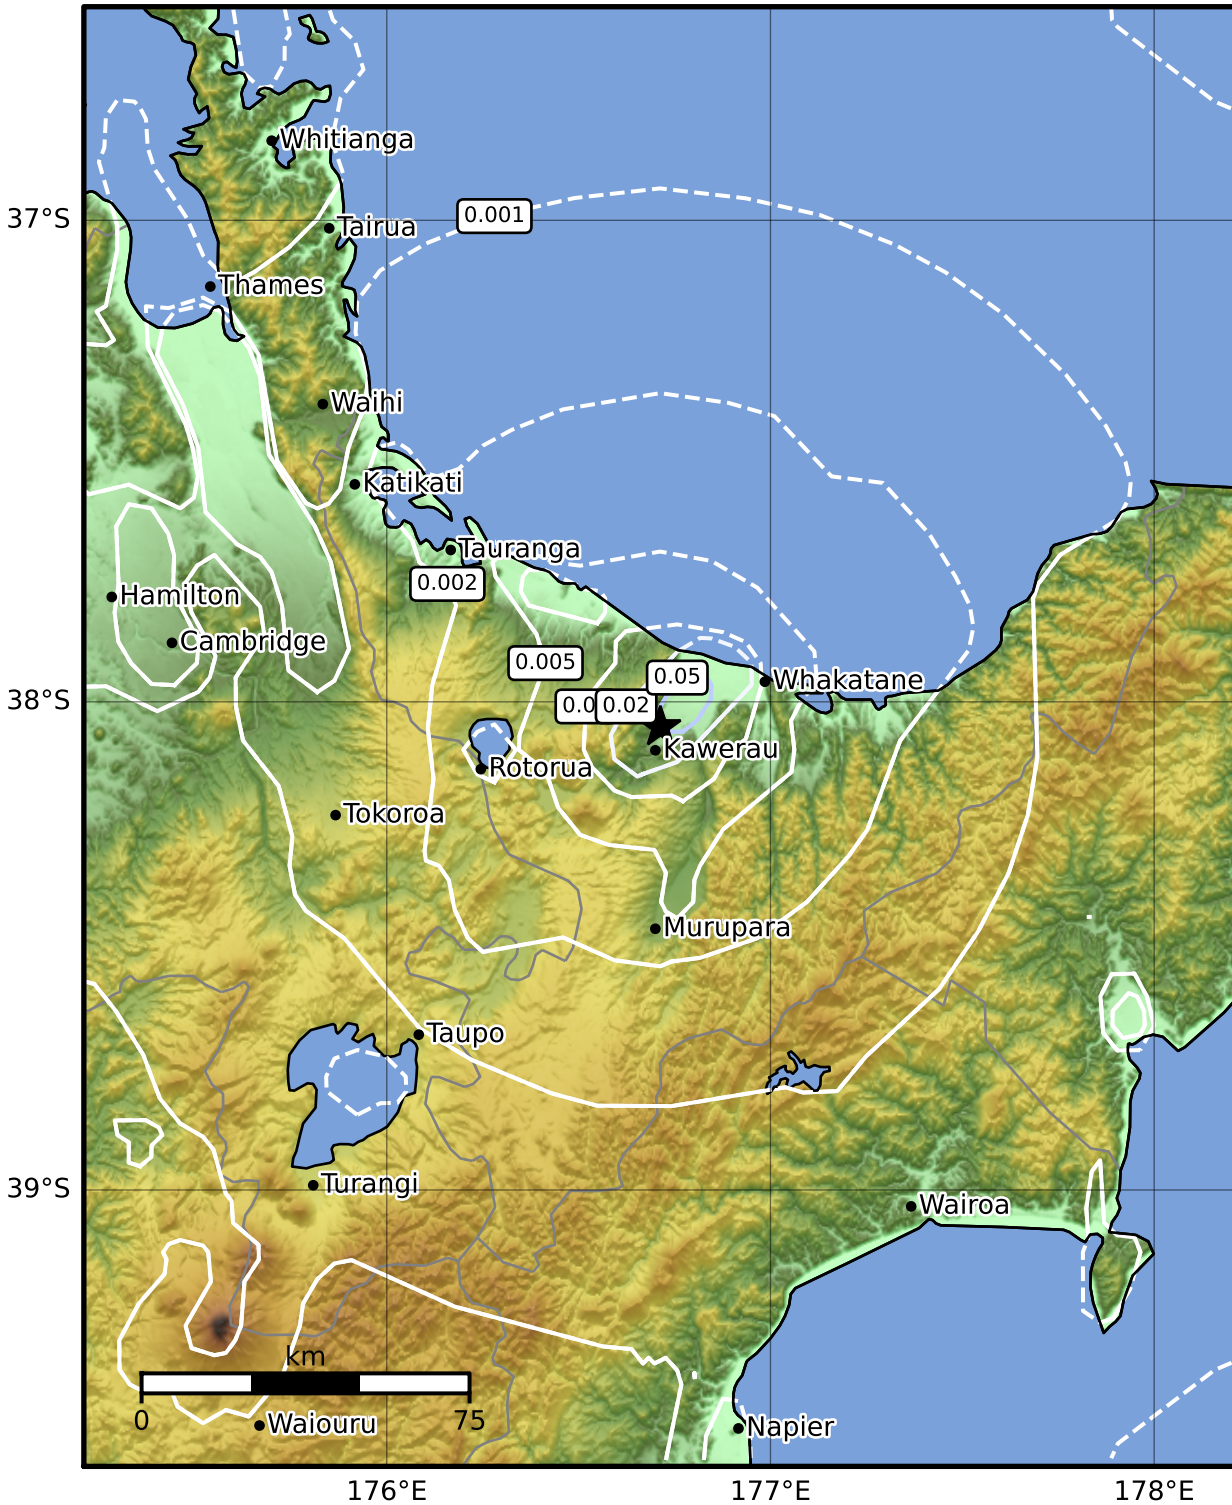 Whitianga
0.001
37°S
Tairua
Thames
Waihi
Katikati
Tauranga
0.002
Hamilton
Cambridge
0.005
0.05
Whakatane
38°S
0.02
Kawerau
Rotorua
Tokoroa
Murupara
Taupo
Turangi
39°S
Wairoa
km
0
75
Waiouru
Napier
176°E
177°E
178°E